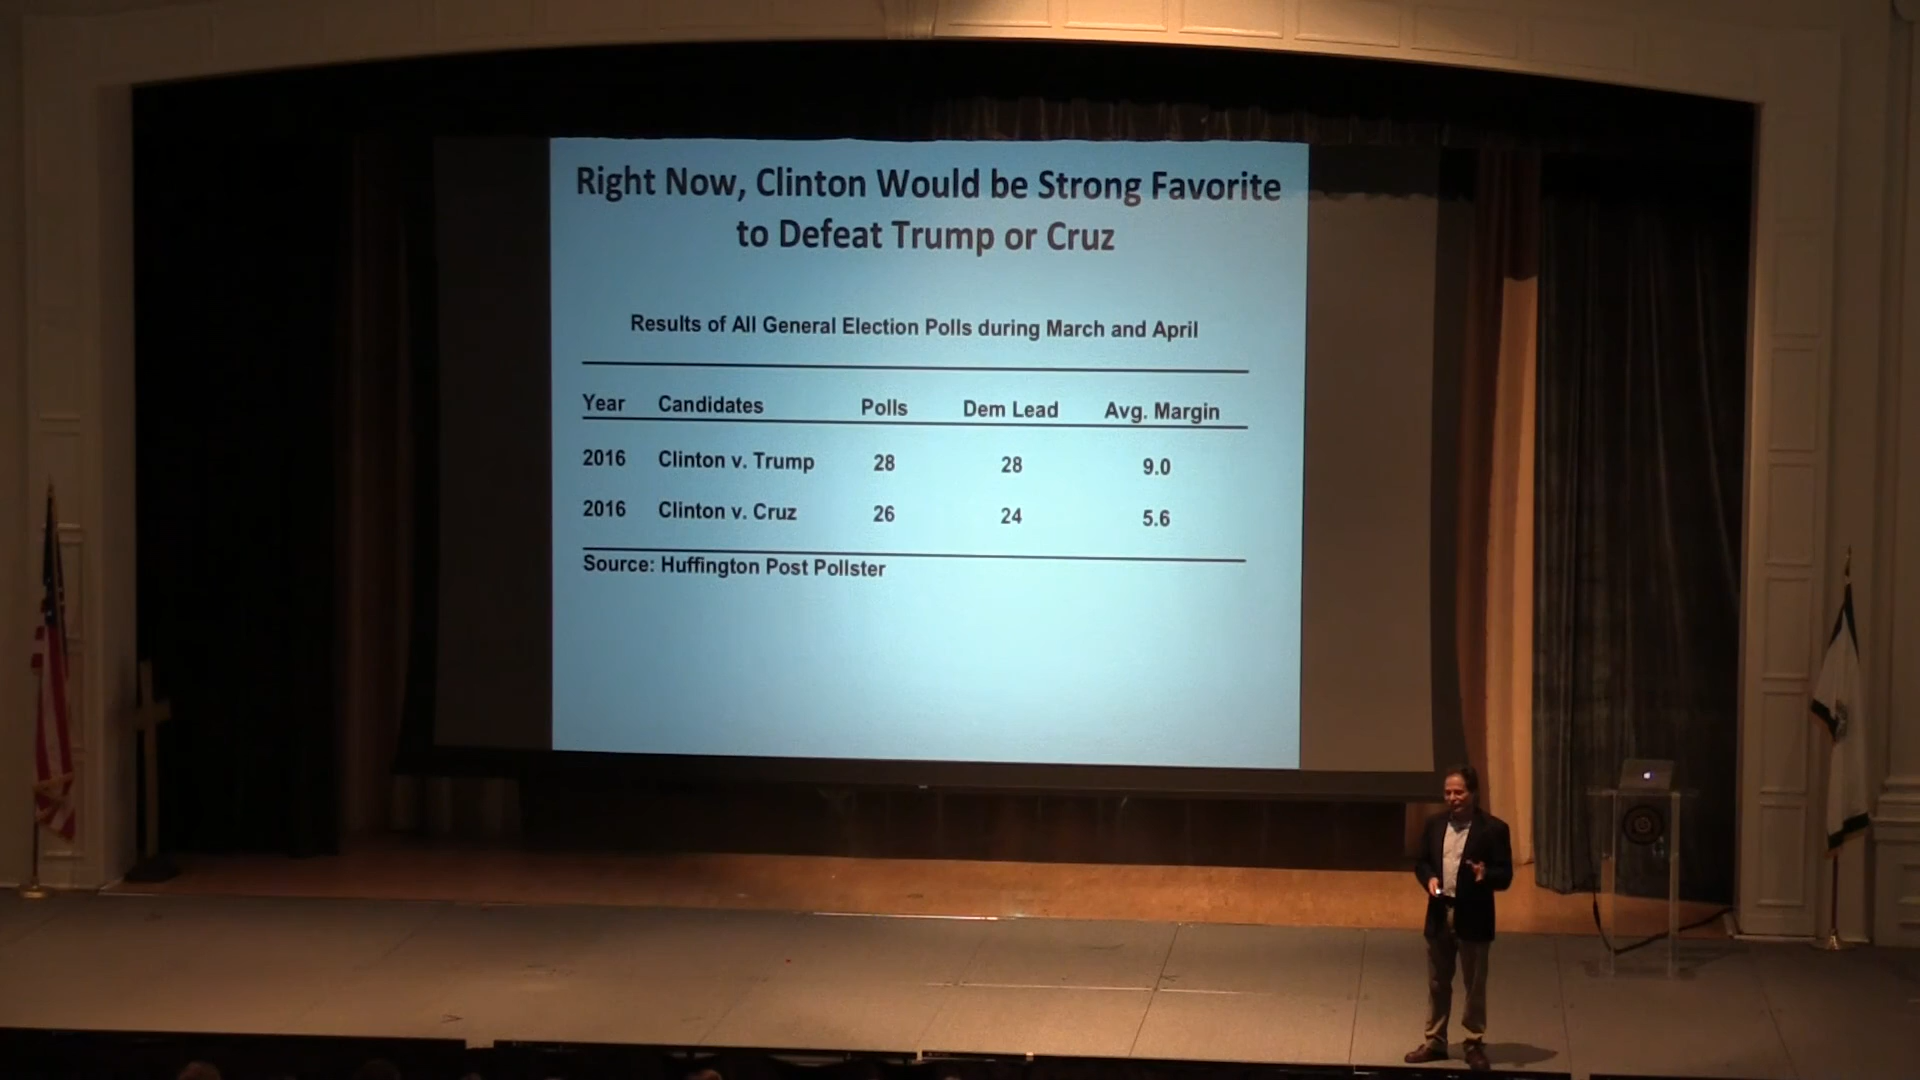 Right Now, Clinton Would be Strong Favorite
to Defeat Trump or Cruz
Results of All General Election Polls during March and April
Year Candidates Polls Dem Lead Avg. Margin
2016 Clinton v. Trump 28 28 9.0
2016 Clinton v. Cruz 26 24 5.6
Source: Huffington Post Pollster